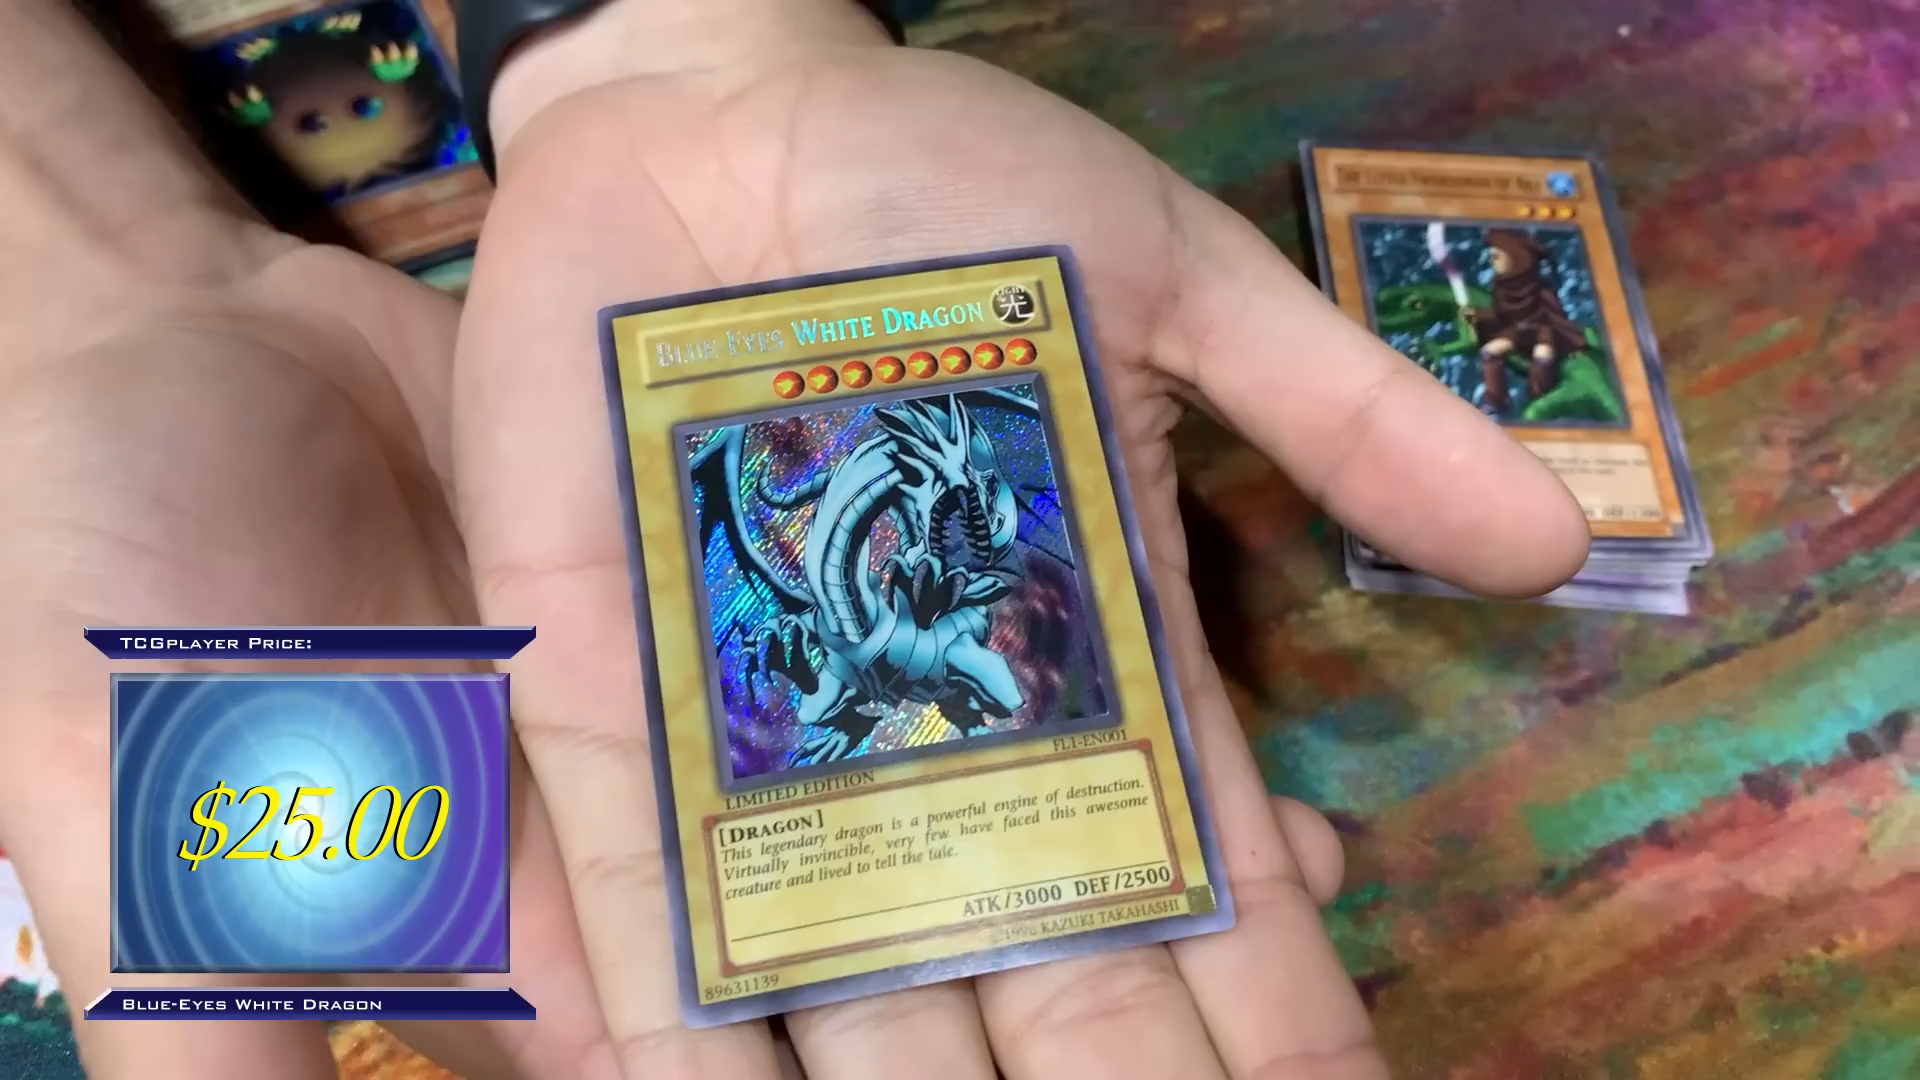 BLUE EYES WHITE DRAGON
LIGHT
光
FL1-EN001
LIMITED EDITION
[DRAGON]
This legendary dragon is a powerful engine of destruction.
Virtually invincible, very few have faced this awesome
creature and lived to tell the tale.
ATK/3000 DEF/2500
89631139
©1996 KAZUKI TAKAHASHI
TCGPLAYER PRICE:
$25.00
BLUE-EYES WHITE DRAGON